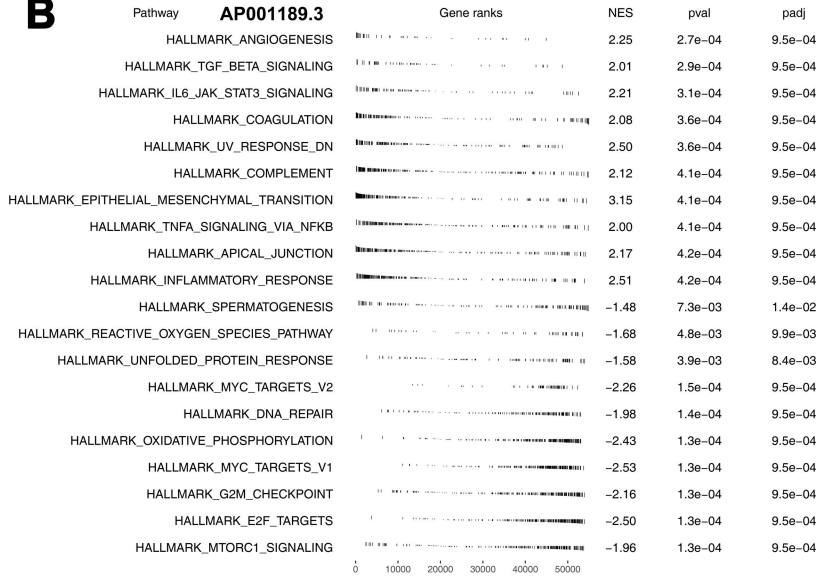 B
Pathway AP001189.3 Gene ranks NES pval padj
HALLMARK_ANGIOGENESIS 2.25 2.7e−04 9.5e−04
HALLMARK_TGF_BETA_SIGNALING 2.01 2.9e−04 9.5e−04
HALLMARK_IL6_JAK_STAT3_SIGNALING 2.21 3.1e−04 9.5e−04
HALLMARK_COAGULATION 2.08 3.6e−04 9.5e−04
HALLMARK_UV_RESPONSE_DN 2.50 3.6e−04 9.5e−04
HALLMARK_COMPLEMENT 2.12 4.1e−04 9.5e−04
HALLMARK_EPITHELIAL_MESENCHYMAL_TRANSITION 3.15 4.1e−04 9.5e−04
HALLMARK_TNFA_SIGNALING_VIA_NFKB 2.00 4.1e−04 9.5e−04
HALLMARK_APICAL_JUNCTION 2.17 4.2e−04 9.5e−04
HALLMARK_INFLAMMATORY_RESPONSE 2.51 4.2e−04 9.5e−04
HALLMARK_SPERMATOGENESIS −1.48 7.3e−03 1.4e−02
HALLMARK_REACTIVE_OXYGEN_SPECIES_PATHWAY −1.68 4.8e−03 9.9e−03
HALLMARK_UNFOLDED_PROTEIN_RESPONSE −1.58 3.9e−03 8.4e−03
HALLMARK_MYC_TARGETS_V2 −2.26 1.5e−04 9.5e−04
HALLMARK_DNA_REPAIR −1.98 1.4e−04 9.5e−04
HALLMARK_OXIDATIVE_PHOSPHORYLATION −2.43 1.3e−04 9.5e−04
HALLMARK_MYC_TARGETS_V1 −2.53 1.3e−04 9.5e−04
HALLMARK_G2M_CHECKPOINT −2.16 1.3e−04 9.5e−04
HALLMARK_E2F_TARGETS −2.50 1.3e−04 9.5e−04
HALLMARK_MTORC1_SIGNALING −1.96 1.3e−04 9.5e−04
0 10000 20000 30000 40000 50000